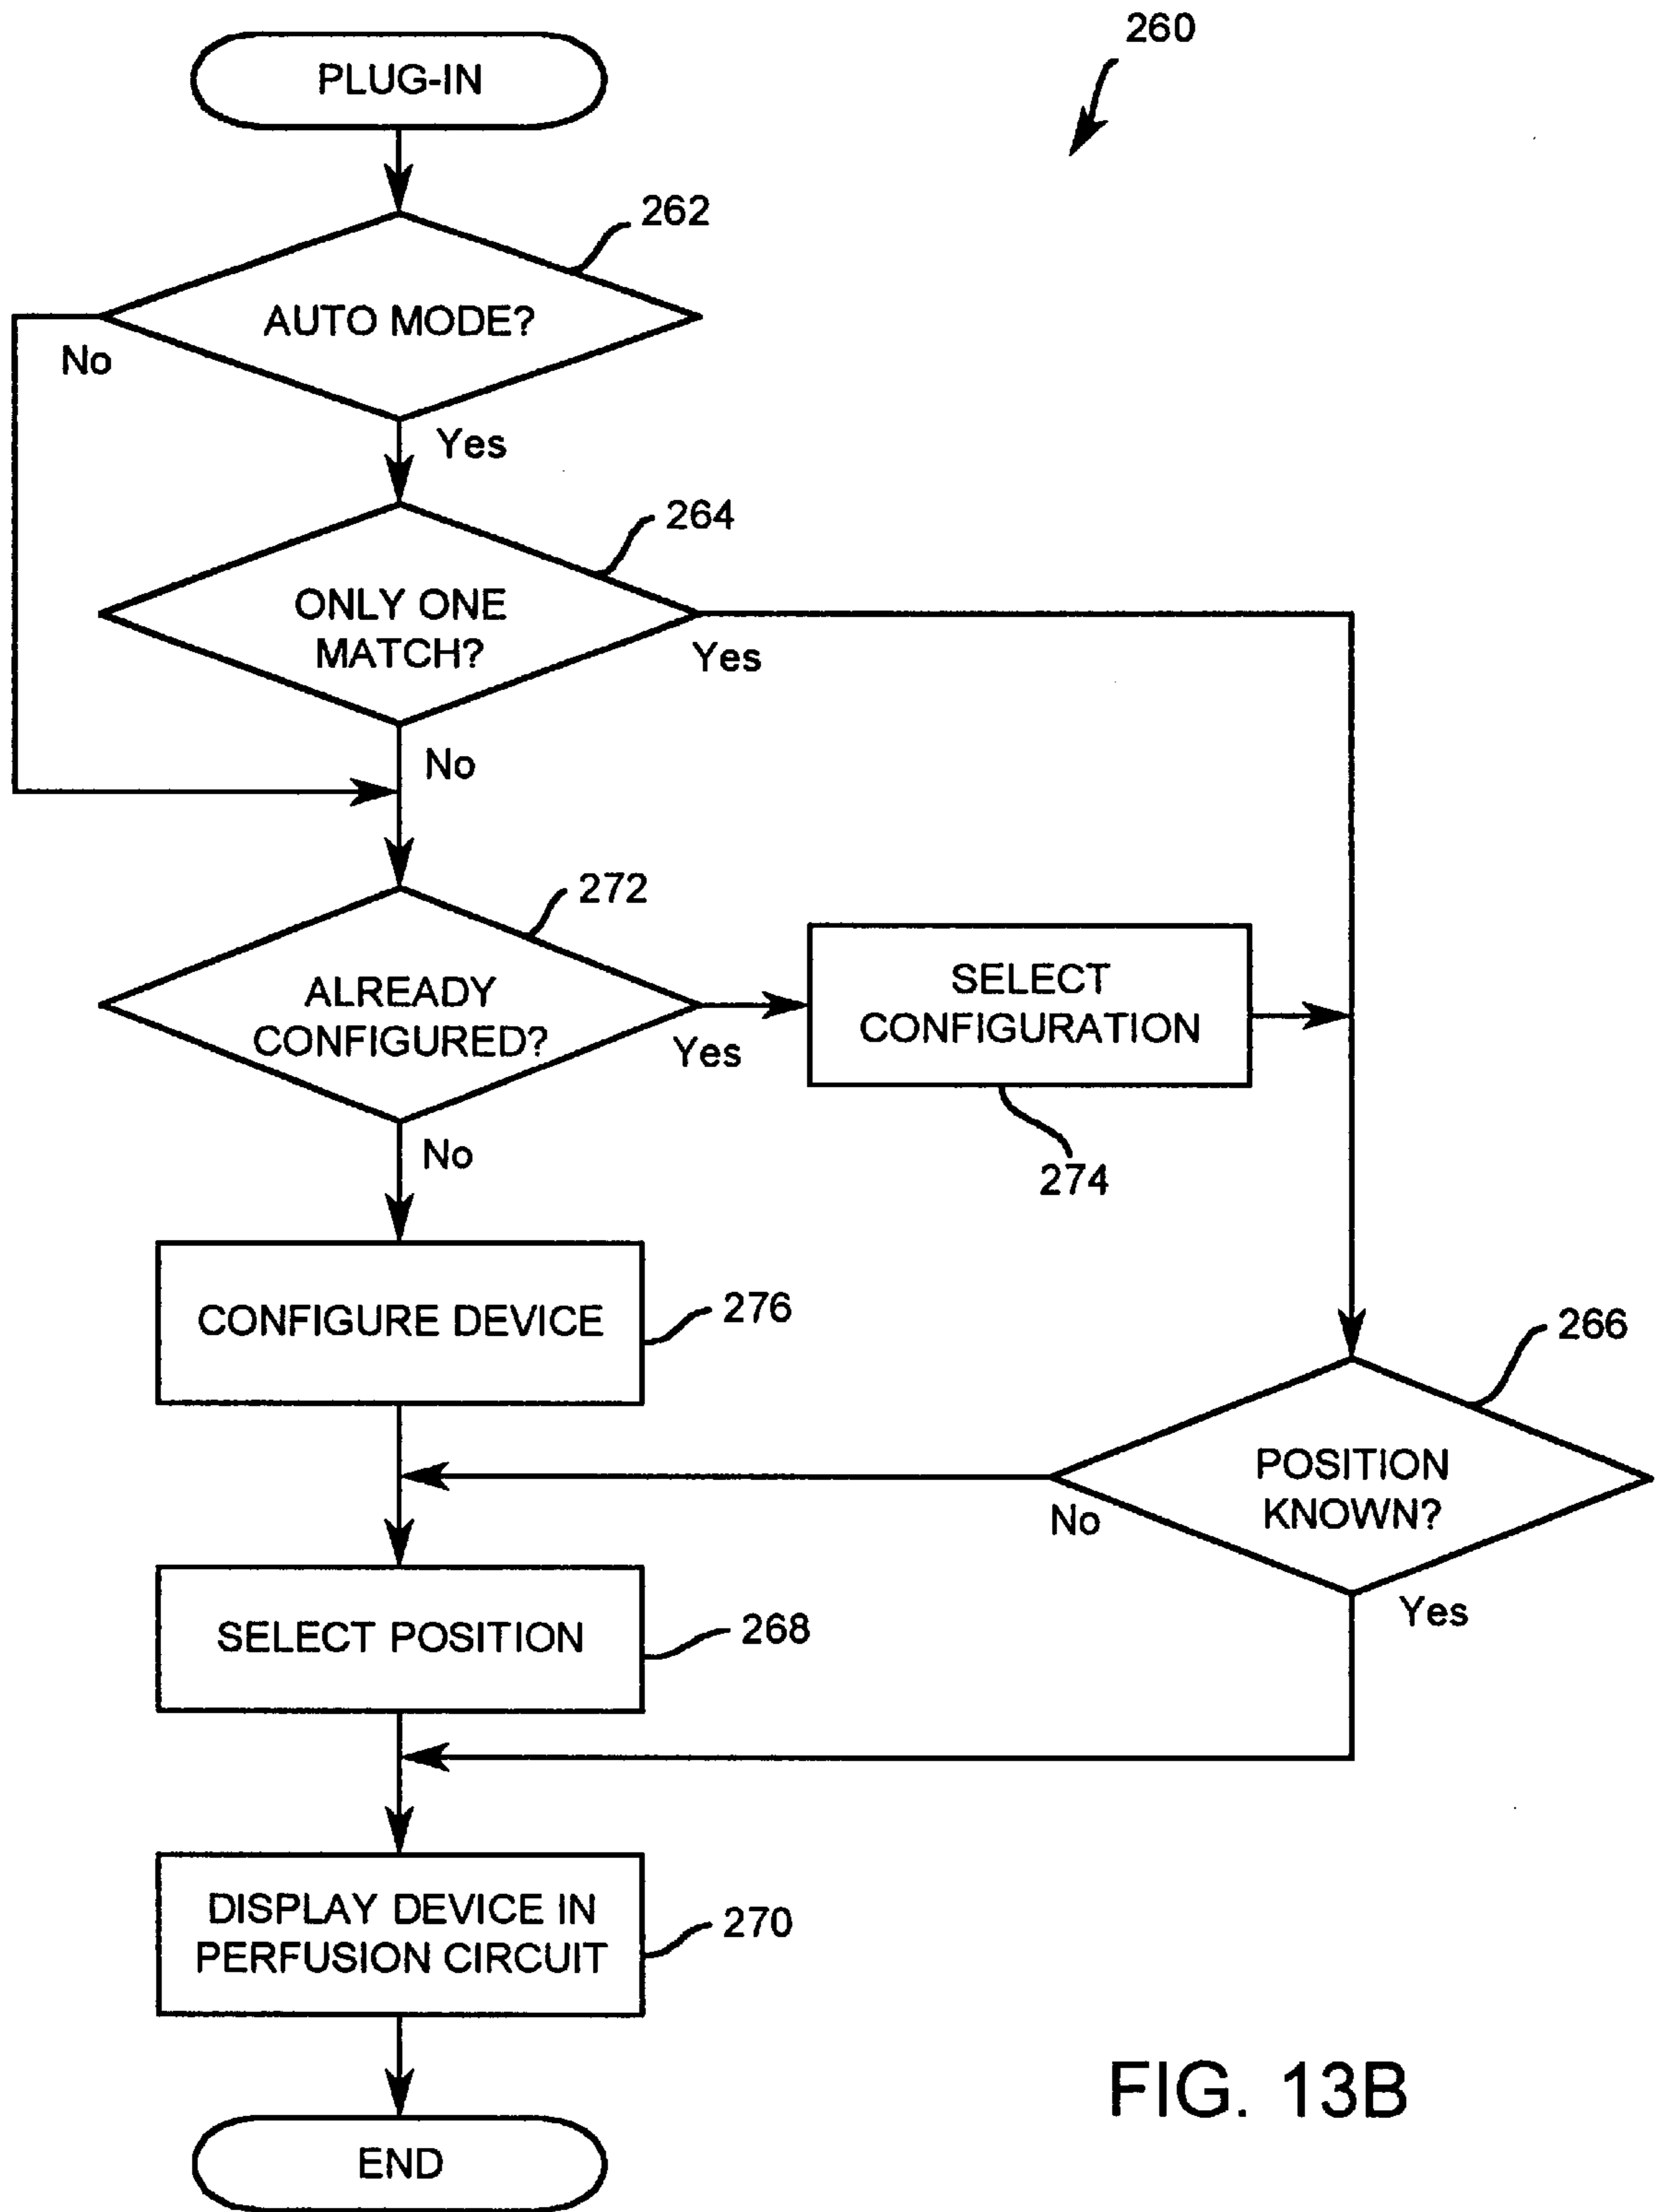 260
PLUG-IN
262
AUTO MODE?
No
Yes
264
ONLY ONE
MATCH?
Yes
No
272
ALREADY
CONFIGURED?
Yes
SELECT
CONFIGURATION
274
No
CONFIGURE DEVICE
276
266
POSITION
KNOWN?
No
Yes
SELECT POSITION
268
DISPLAY DEVICE IN
PERFUSION CIRCUIT
270
END
FIG. 13B